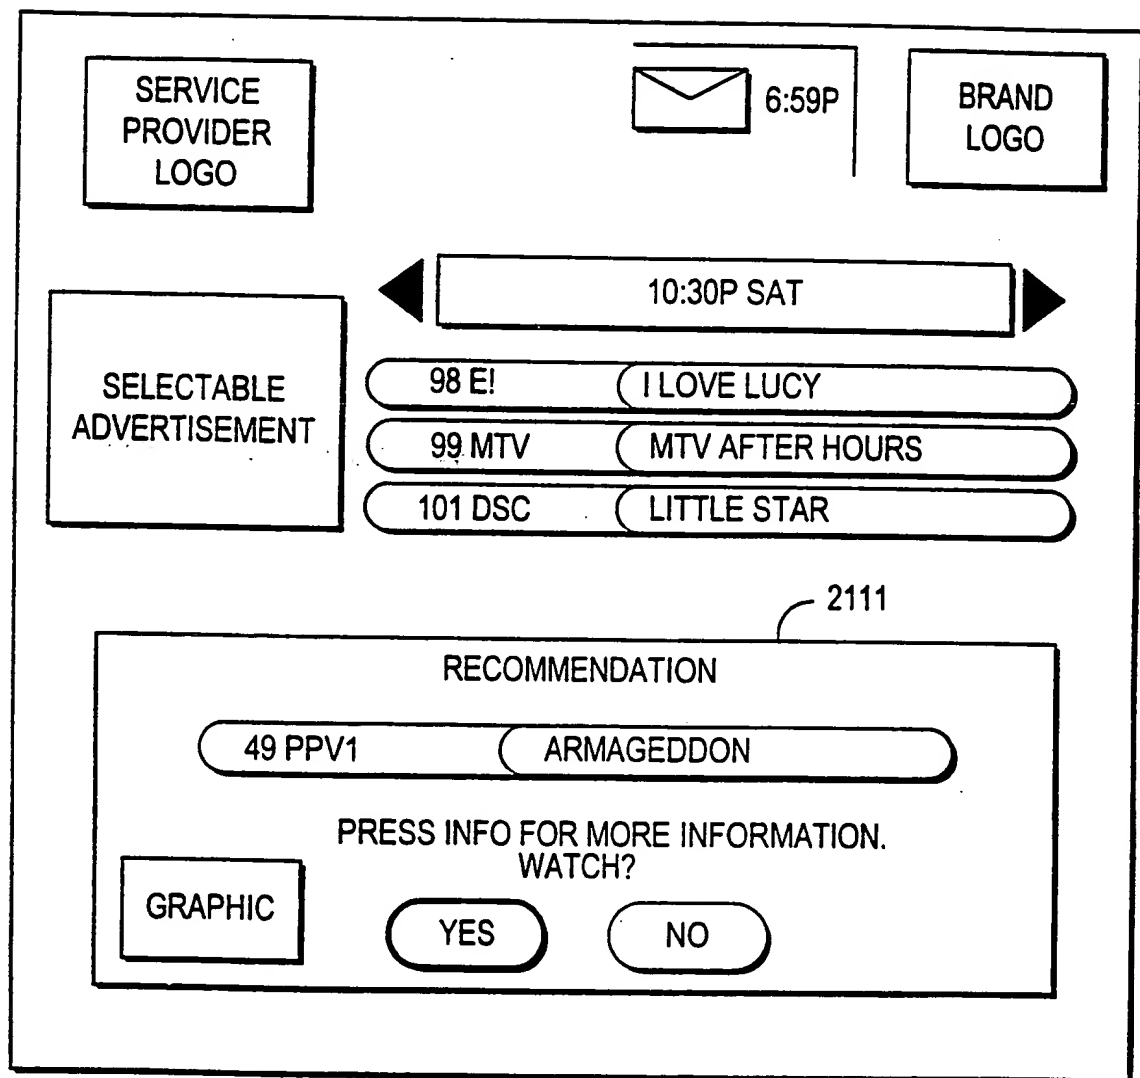 SERVICE
PROVIDER
LOGO
6:59P
BRAND
LOGO
10:30P SAT
SELECTABLE
ADVERTISEMENT
98 E! I LOVE LUCY
99 MTV MTV AFTER HOURS
101 DSC LITTLE STAR
2111
RECOMMENDATION
49 PPV1 ARMAGEDDON
PRESS INFO FOR MORE INFORMATION.
WATCH?
GRAPHIC
YES NO